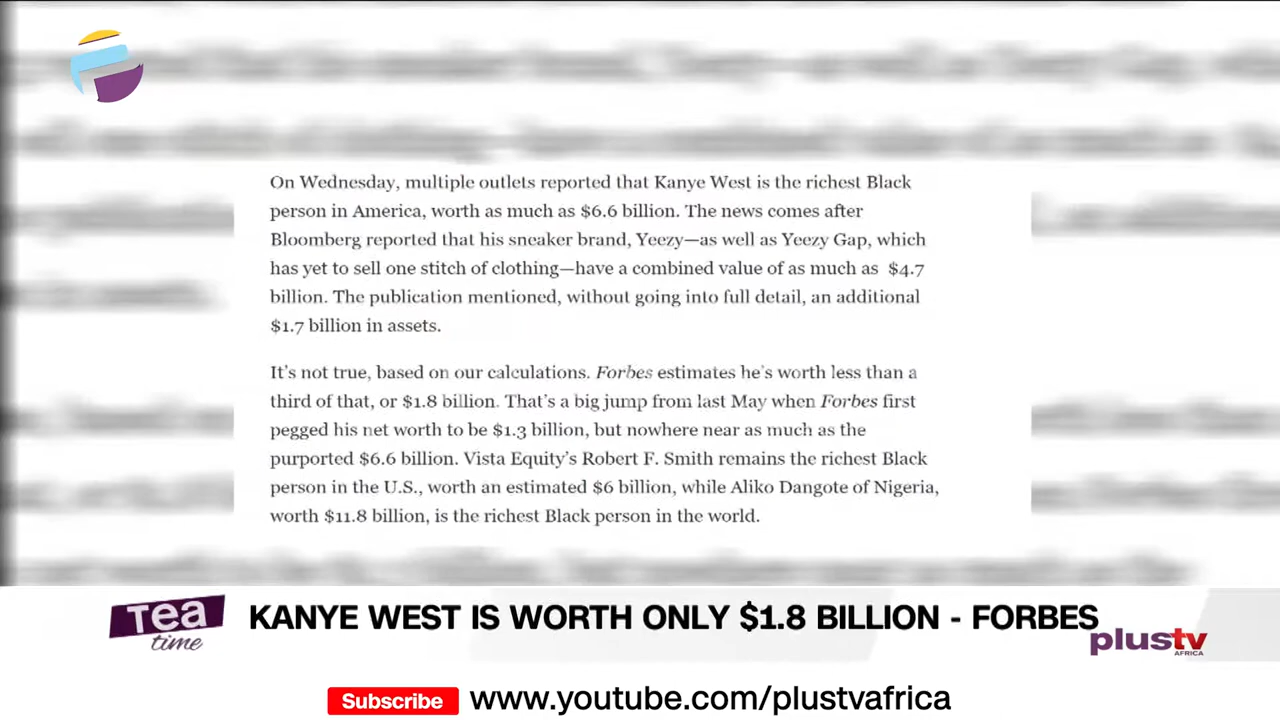 On Wednesday, multiple outlets reported that Kanye West is the richest Black
person in America, worth as much as $6.6 billion. The news comes after
Bloomberg reported that his sneaker brand, Yeezy—as well as Yeezy Gap, which
has yet to sell one stitch of clothing—have a combined value of as much as $4.7
billion. The publication mentioned, without going into full detail, an additional
$1.7 billion in assets.
It's not true, based on our calculations. Forbes estimates he's worth less than a
third of that, or $1.8 billion. That's a big jump from last May when Forbes first
pegged his net worth to be $1.3 billion, but nowhere near as much as the
purported $6.6 billion. Vista Equity's Robert F. Smith remains the richest Black
person in the U.S., worth an estimated $6 billion, while Aliko Dangote of Nigeria,
worth $11.8 billion, is the richest Black person in the world.
Tea
time
KANYE WEST IS WORTH ONLY $1.8 BILLION - FORBES
plustv
AFRICA
Subscribe www.youtube.com/plustvafrica